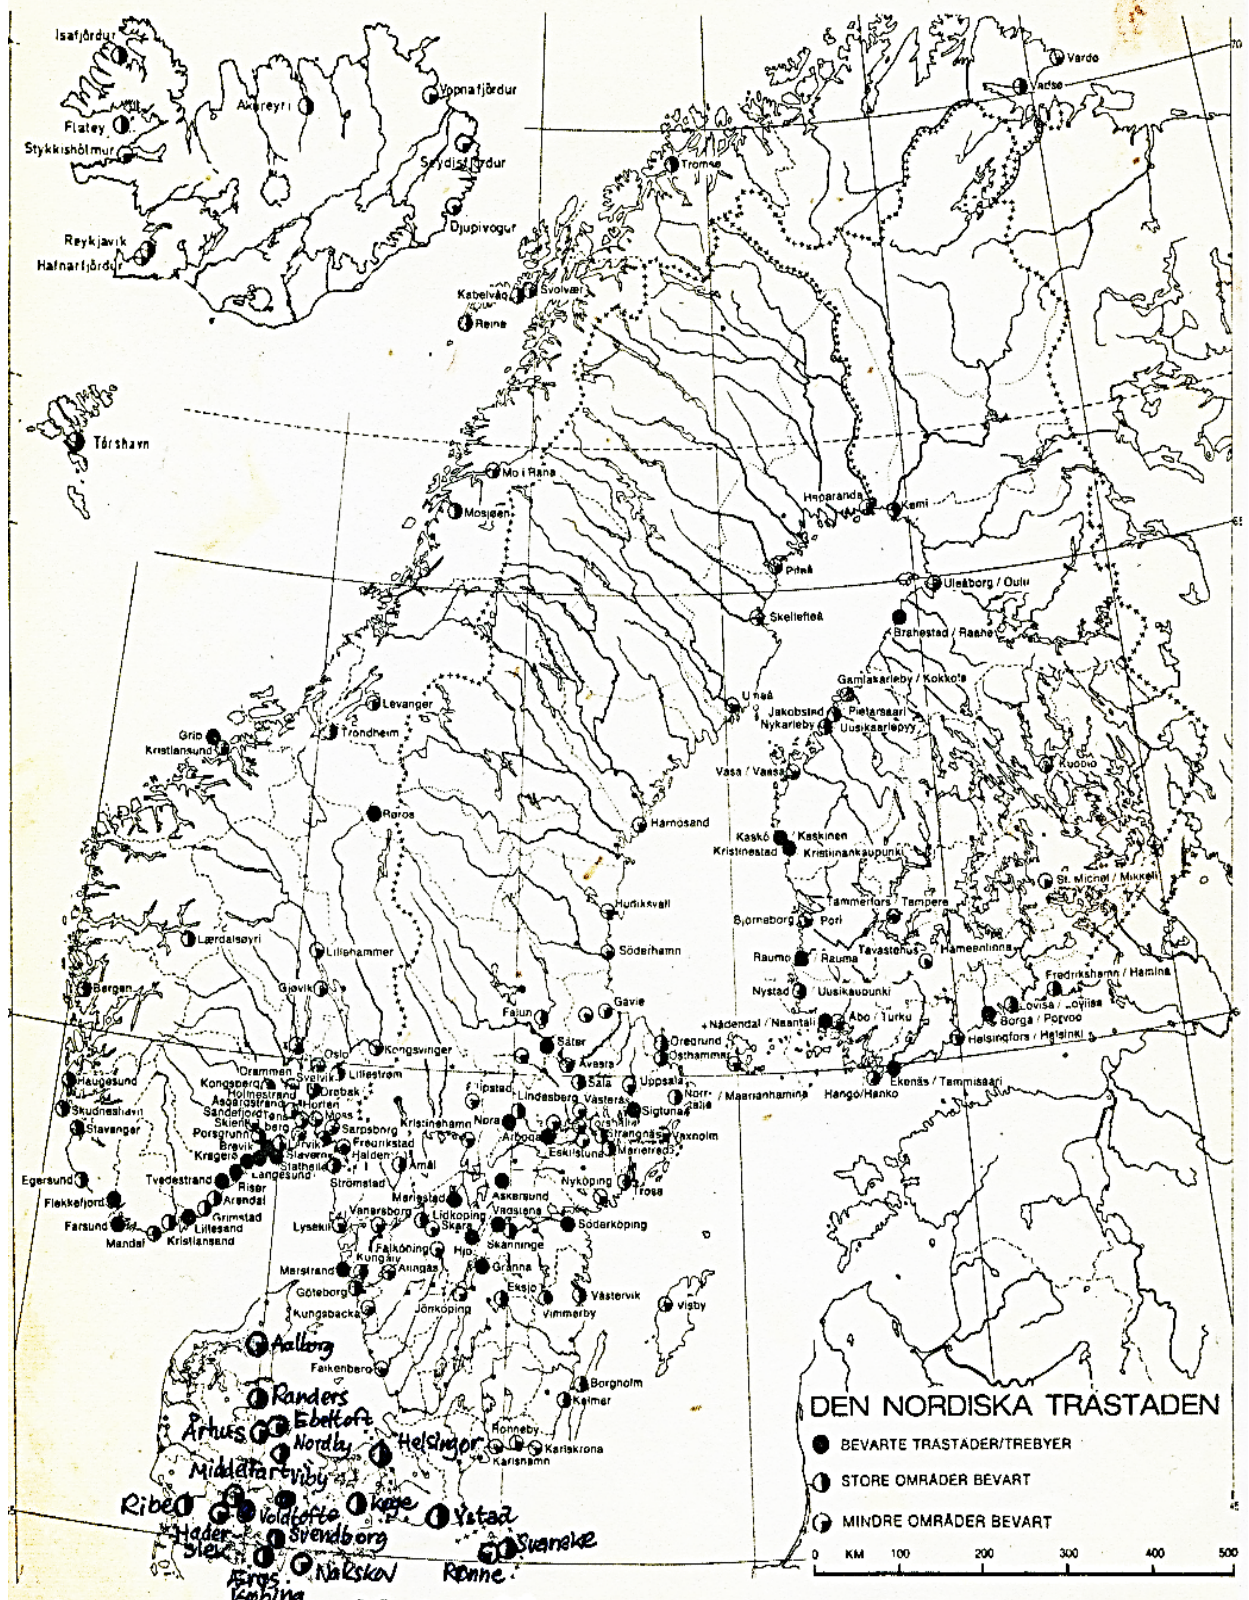 Isafjördur
Akureyri
Vopnafjördur
Flatey
Stykkishólmur
Seydisfjördur
Djupivogur
Reykjavik
Hafnarfjördur
Tórshavn
Vardø
Vadsø
Tromsø
Kabelvåg
Svolvær
Reine
Mo i Rana
Mosjøen
Haparanda
Kemi
Piteå
Uleåborg / Oulu
Skellefteå
Brahestad / Raahe
Gamlakarleby / Kokkola
Umeå
Jakobstad / Pietarsaari
Nykarleby / Uusikaarlepyy
Levanger
Trondheim
Grip
Kristiansund
Vasa / Vaasa
Kuopio
Røros
Härnösand
Kaskö / Kaskinen
Kristinestad / Kristiinankaupunki
St. Michel / Mikkeli
Hudiksvall
Tammerfors / Tampere
Björneborg / Pori
Lærdalsøyri
Lillehammer
Söderhamn
Raumo / Rauma
Tavastehus / Hämeenlinna
Fredrikshamn / Hamina
Bergen
Gjøvik
Gävle
Nystad / Uusikaupunki
Lovisa / Loviisa
Falun
Nådendal / Naantali
Åbo / Turku
Borgå / Porvoo
Helsingfors / Helsinki
Oslo
Kongsvinger
Säter
Öregrund
Östhammar
Drammen
Svelvik
Lillestrøm
Avesta
Haugesund
Kongsberg
Holmestrand
Drøbak
Filipstad
Sala
Uppsala
Ekenäs / Tammisaari
Hangö/Hanko
Åsgårdstrand
Horten
Lindesberg
Västerås
Norrtälje
/ Maarianhamina
Skudneshavn
Sandefjord
Moss
Sigtuna
Stavanger
Skien
Sarpsborg
Kristinehamn
Nora
Porsgrunn
Fredrikstad
Arboga
Strängnäs
Vaxholm
Brevik
Larvik
Stavern
Halden
Eskilstuna
Mariefred
Kragerø
Stathelle
Åmål
Egersund
Tvedestrand
Langesund
Strömstad
Nyköping
Trosa
Risør
Askersund
Flekkefjord
Arendal
Mariestad
Vadstena
Farsund
Grimstad
Lillesand
Lysekil
Vänersborg
Lidköping
Skara
Söderköping
Mandal
Kristiansand
Hjo
Skänninge
Falköping
Kungälv
Marstrand
Alingsås
Gränna
Göteborg
Eksjö
Västervik
Kungsbacka
Jönköping
Vimmerby
Visby
Aalborg
Falkenberg
Borgholm
Randers
Kalmar
Ebeltoft
Århus
Nordby
Helsingør
Ronneby
Karlskrona
Karlshamn
Middelfart
Viby
Ribe
Voldtofte
Køge
Ystad
Haderslev
Svendborg
Svaneke
Ærøskøbing
Nakskov
Rønne
DEN NORDISKA TRÄSTADEN
BEVARTE TRÄSTÄDER/TREBYER
STORE OMRÅDER BEVART
MINDRE OMRÅDER BEVART
0 KM 100 200 300 400 500